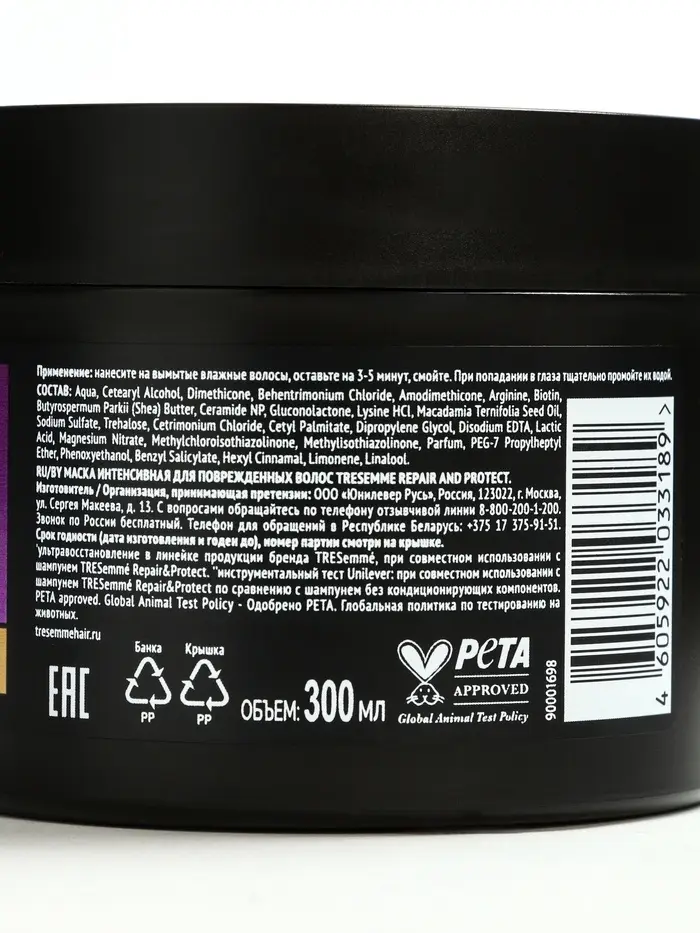 Применение: нанесите на вымытые влажные волосы, оставьте на 3-5 минут, смойте. При попадании в глаза тщательно промойте их водой.
СОСТАВ: Aqua, Cetearyl Alcohol, Dimethicone, Behentrimonium Chloride, Amodimethicone, Arginine, Biotin,
Butyrospermum Parkii (Shea) Butter, Ceramide NP, Gluconolactone, Lysine HCl, Macadamia Ternifolia Seed Oil,
Sodium Sulfate, Trehalose, Cetrimonium Chloride, Cetyl Palmitate, Dipropylene Glycol, Disodium EDTA, Lactic
Acid, Magnesium Nitrate, Methylchloroisothiazolinone, Methylisothiazolinone, Parfum, PEG-7 Propylheptyl
Ether, Phenoxyethanol, Benzyl Salicylate, Hexyl Cinnamal, Limonene, Linalool.
RU/BY МАСКА ИНТЕНСИВНАЯ ДЛЯ ПОВРЕЖДЕННЫХ ВОЛОС TRESEMME REPAIR AND PROTECT.
Изготовитель / Организация, принимающая претензии: ООО «Юнилевер Русь», Россия, 123022, г. Москва,
ул. Сергея Макеева, д. 13. С вопросами обращайтесь по телефону отзывчивой линии 8-800-200-1-200.
Звонок по России бесплатный. Телефон для обращений в Республике Беларусь: +375 17 375-91-51.
Срок годности (дата изготовления и годен до), номер партии смотри на крышке.
*ультравосстановление в линейке продукции бренда TRESemmé, при совместном использовании с
шампунем TRESemmé Repair&Protect. **инструментальный тест Unilever: при совместном использовании с
шампунем TRESemmé Repair&Protect по сравнению с шампунем без кондиционирующих компонентов.
PETA approved. Global Animal Test Policy - Одобрено PETA. Глобальная политика по тестированию на
животных.
tresemmehair.ru
Банка Крышка
EAC
PP PP
ОБЪЕМ: 300 МЛ
PETA
APPROVED
Global Animal Test Policy
90001698
4 605922 033189 >